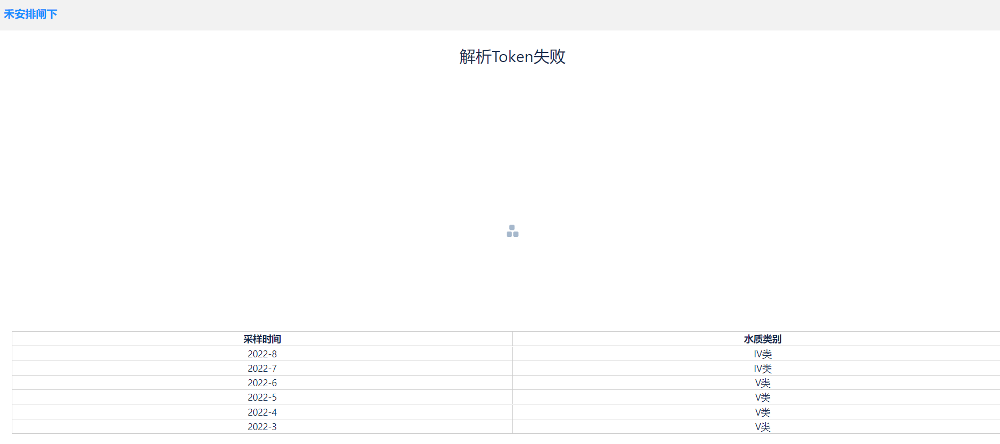 禾安排闸下
解析Token失败
采样时间 水质类别
2022-8 IV类
2022-7 IV类
2022-6 V类
2022-5 V类
2022-4 V类
2022-3 V类